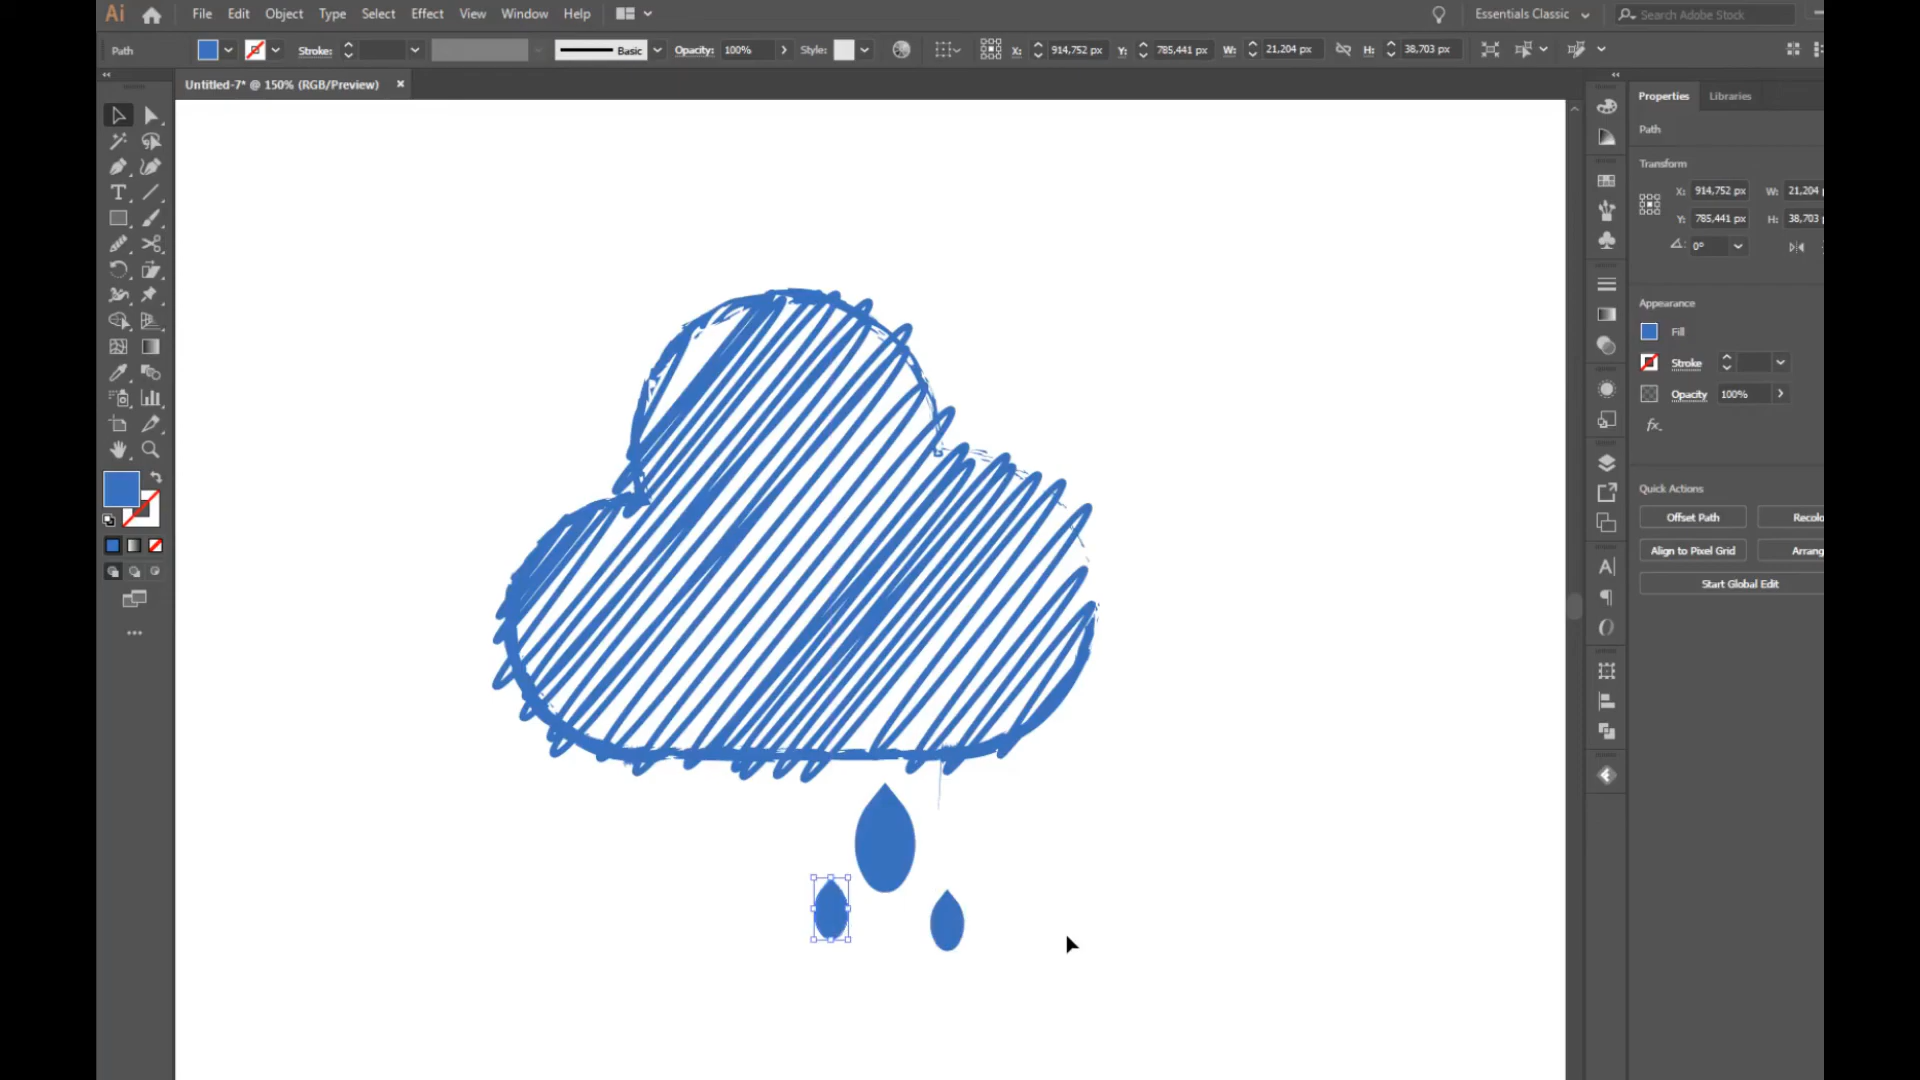 Ai File Edit Object Type Select Effect View Window Help Essentials Classic Search Adobe Stock
Path Stroke: Basic Opacity: 100% Style: X: 914,752 px Y: 785,441 px W: 21,204 px H: 38,703 px
Untitled-7* @ 150% (RGB/Preview) ×
Properties Libraries
Path
Transform
X: 914,752 px W: 21,204
Y: 785,441 px H: 38,703
0°
Appearance
Fill
Stroke
Opacity 100%
fx
Quick Actions
Offset Path Recolo
Align to Pixel Grid Arrang
Start Global Edit